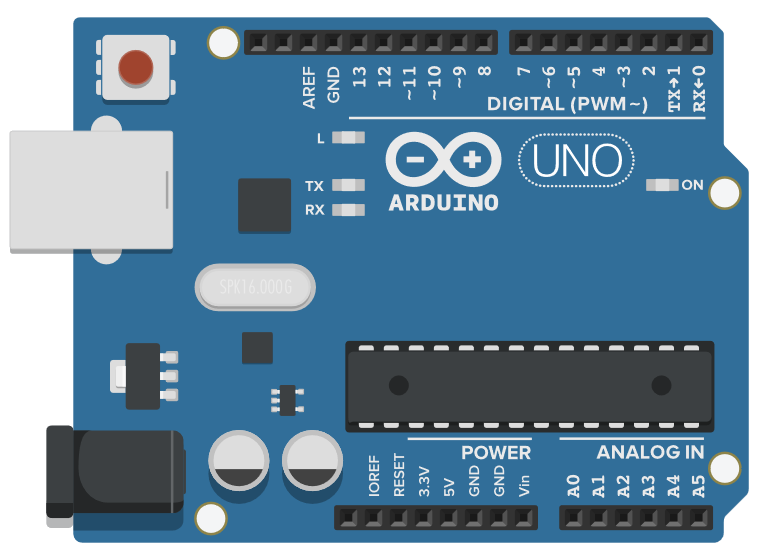 AREF
GND
13
12
~11
~10
~9
8
7
~6
~5
4
~3
2
TX→1
RX←0
DIGITAL (PWM~)
L
TX
RX
ARDUINO
UNO
ON
SPK16.000G
POWER
ANALOG IN
IOREF
RESET
3.3V
5V
GND
GND
Vin
A0
A1
A2
A3
A4
A5